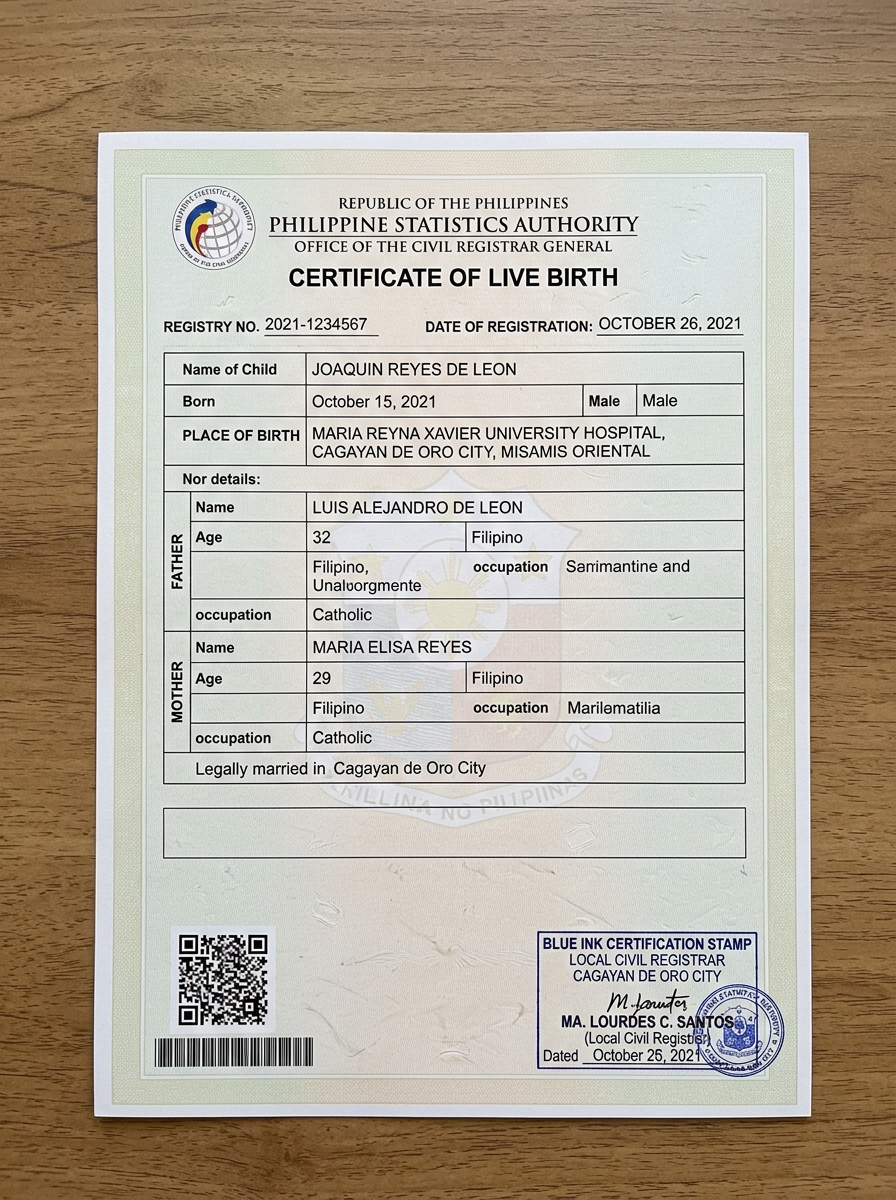 REPUBLIC OF THE PHILIPPINES
PHILIPPINE STATISTICS AUTHORITY
OFFICE OF THE CIVIL REGISTRAR GENERAL
CERTIFICATE OF LIVE BIRTH
REGISTRY NO. 2021-1234567 DATE OF REGISTRATION: OCTOBER 26, 2021
Name of Child JOAQUIN REYES DE LEON
Born October 15, 2021 Male Male
PLACE OF BIRTH MARIA REYNA XAVIER UNIVERSITY HOSPITAL,
CAGAYAN DE ORO CITY, MISAMIS ORIENTAL
Nor details:
FATHER
Name LUIS ALEJANDRO DE LEON
Age 32 Filipino
Filipino, occupation and
occupation Catholic
MOTHER
Name MARIA ELISA REYES
Age 29 Filipino
Filipino occupation Marilematilia
occupation Catholic
Legally married in Cagayan de Oro City
NG PILIPIINAS
BLUE INK CERTIFICATION STAMP
LOCAL CIVIL REGISTRAR
CAGAYAN DE ORO CITY
MA. LOURDES C. SANTOS
(Local Civil Registrar)
Dated October 26, 2021